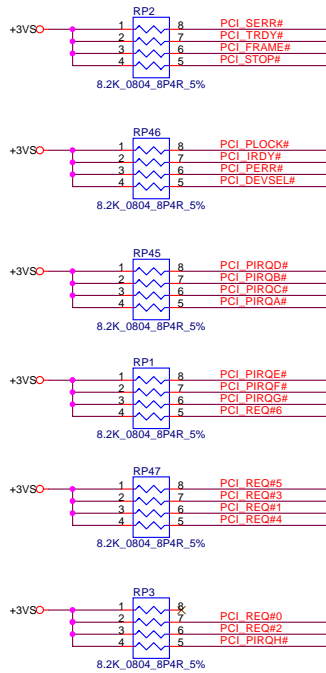 RP2
+3VS
1 8 PCI_SERR#
2 7 PCI_TRDY#
3 6 PCI_FRAME#
4 5 PCI_STOP#
8.2K_0804_8P4R_5%
RP46
+3VS
1 8 PCI_PLOCK#
2 7 PCI_IRDY#
3 6 PCI_PERR#
4 5 PCI_DEVSEL#
8.2K_0804_8P4R_5%
RP45
+3VS
1 8 PCI_PIRQD#
2 7 PCI_PIRQB#
3 6 PCI_PIRQC#
4 5 PCI_PIRQA#
8.2K_0804_8P4R_5%
RP1
+3VS
1 8 PCI_PIRQE#
2 7 PCI_PIRQF#
3 6 PCI_PIRQG#
4 5 PCI_REQ#6
8.2K_0804_8P4R_5%
RP47
+3VS
1 8 PCI_REQ#5
2 7 PCI_REQ#3
3 6 PCI_REQ#1
4 5 PCI_REQ#4
8.2K_0804_8P4R_5%
RP3
+3VS
1 8
2 7 PCI_REQ#0
3 6 PCI_REQ#2
4 5 PCI_PIRQH#
8.2K_0804_8P4R_5%